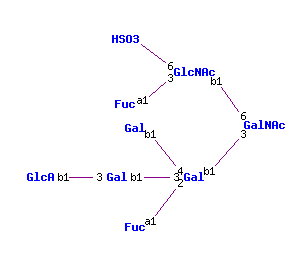 HSO3
6
GlcNAc
3 b1
Fuc a1
Gal 6
b1 GalNAc
3
4 b1
GlcA b1 3 Gal b1 3 Gal
2
a1
Fuc